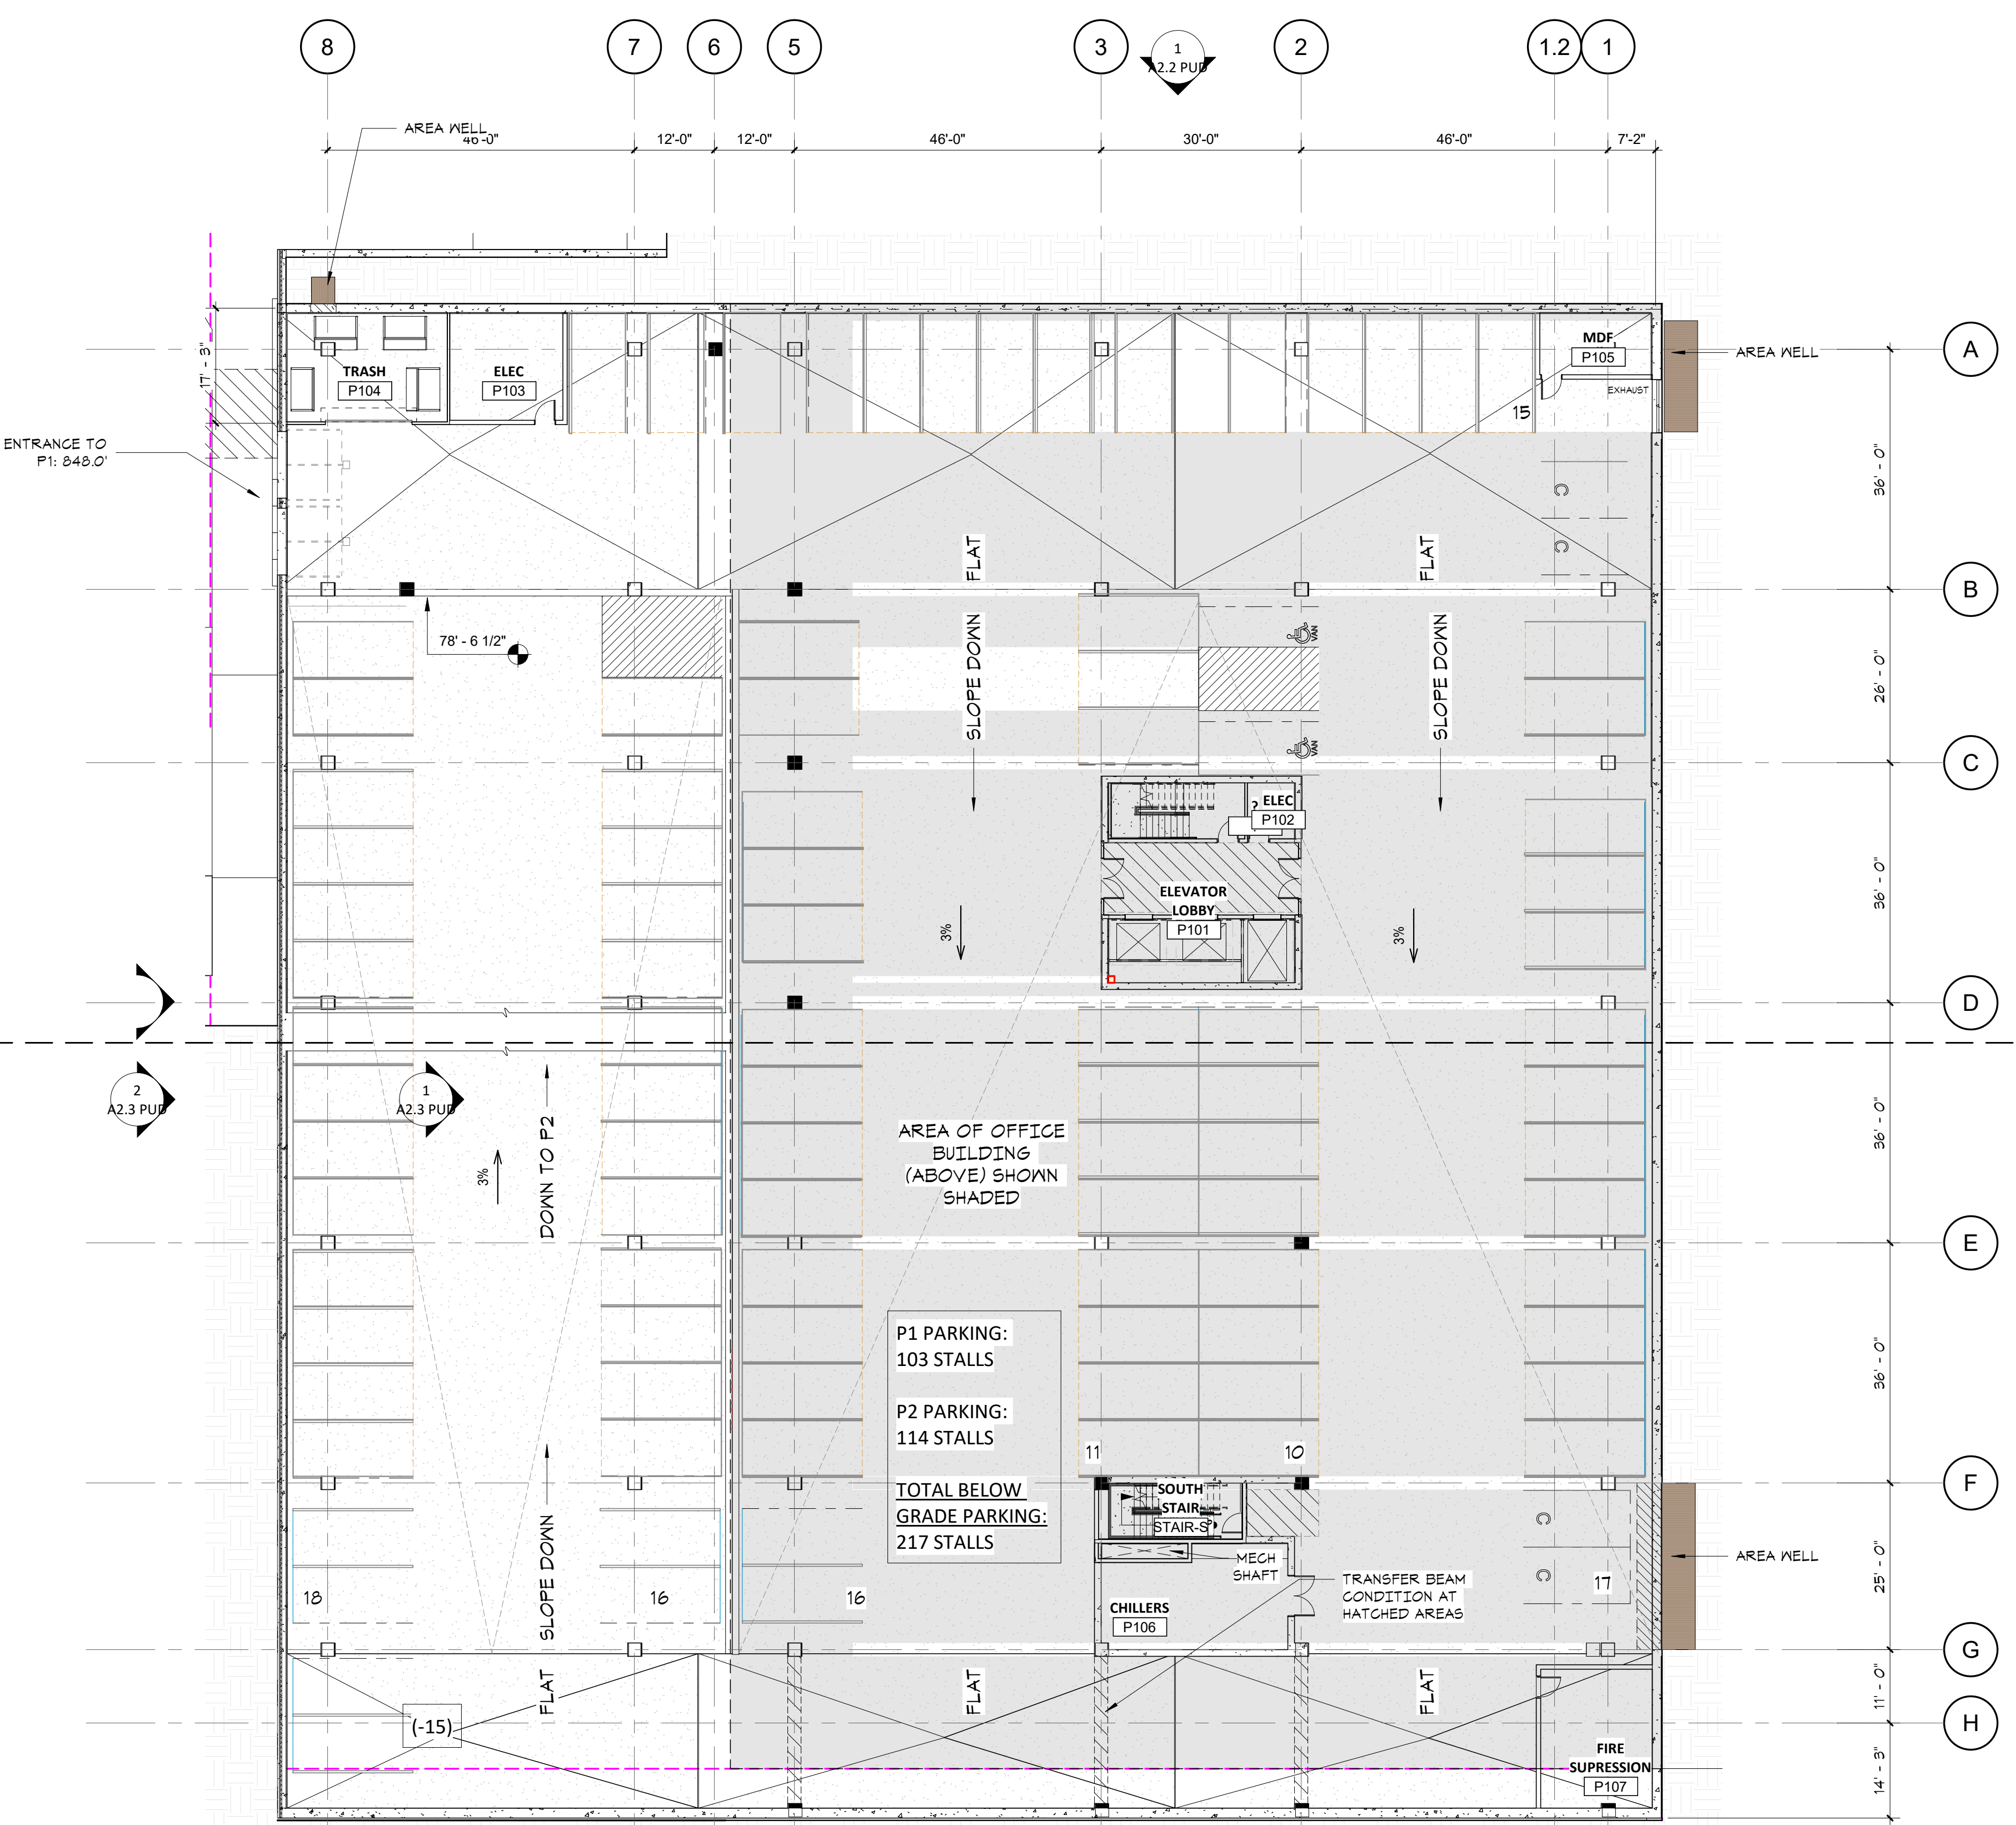 8
7
6
5
3
1
A2.2 PUD
2
1.2
1
AREA WELL
46'-0"
12'-0"
12'-0"
46'-0"
30'-0"
46'-0"
7'-2"
17' - 3"
TRASH
P104
ELEC
P103
MDF
P105
EXHAUST
15
AREA WELL
A
ENTRANCE TO
P1: 848.0'
C
C
36' - 0"
FLAT
FLAT
B
78' - 6 1/2"
SLOPE DOWN
VAN
VAN
SLOPE DOWN
26' - 0"
C
ELEC
?
P102
ELEVATOR
LOBBY
P101
3%
3%
36' - 0"
D
2
A2.3 PUD
1
A2.3 PUD
3%
DOWN TO P2
AREA OF OFFICE
BUILDING
(ABOVE) SHOWN
SHADED
36' - 0"
E
P1 PARKING:
103 STALLS
P2 PARKING:
114 STALLS
TOTAL BELOW
GRADE PARKING:
217 STALLS
36' - 0"
11
10
F
SOUTH
STAIR
STAIR-S
C
C
SLOPE DOWN
MECH
SHAFT
TRANSFER BEAM
CONDITION AT
HATCHED AREAS
AREA WELL
25' - 0"
18
16
16
17
CHILLERS
P106
G
FLAT
FLAT
FLAT
(-15)
11' - 0"
H
FIRE
SUPRESSION
P107
14' - 3"